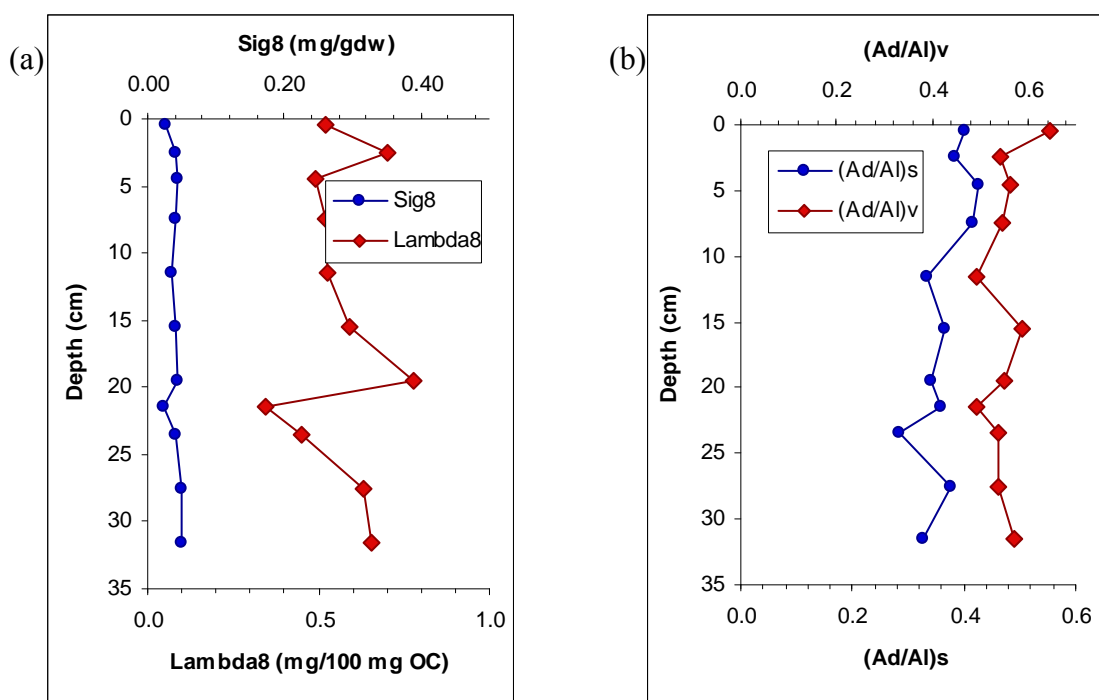 (a)
Sig8 (mg/gdw)
0.00 0.20 0.40
0
5
10
15
20
25
30
35
Depth (cm)
Sig8
Lambda8
0.0 0.5 1.0
Lambda8 (mg/100 mg OC)
(b)
(Ad/Al)v
0.0 0.2 0.4 0.6
0
5
10
15
20
25
30
35
Depth (cm)
(Ad/Al)s
(Ad/Al)v
0.0 0.2 0.4 0.6
(Ad/Al)s